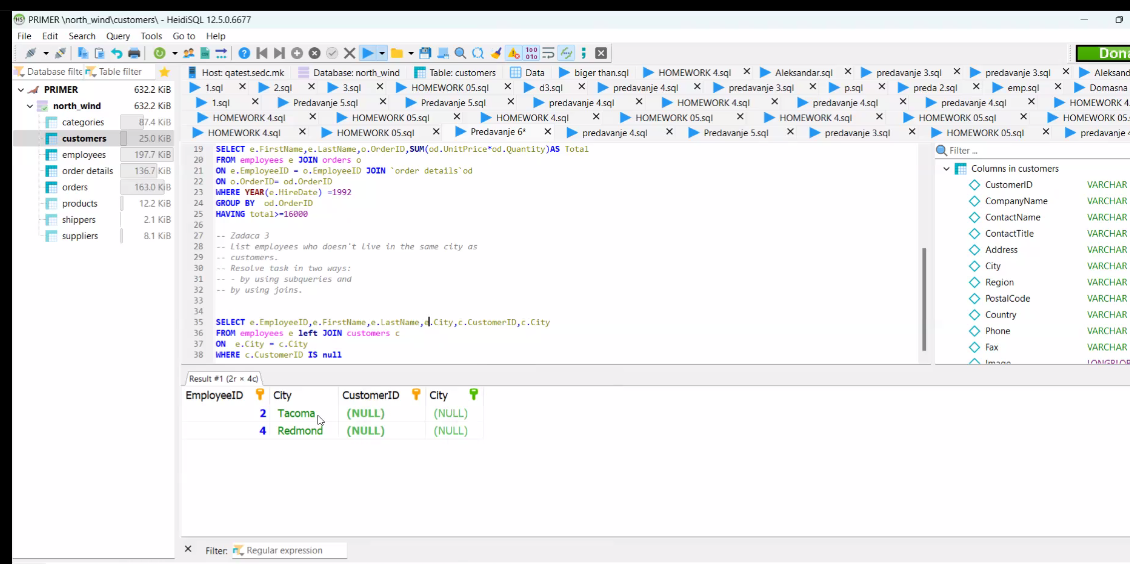 PRIMER \north_wind\customers\ - HeidiSQL 12.5.0.6677
File Edit Search Query Tools Go to Help
Database filte Table filter
PRIMER 632.2 KiB
north_wind 632.2 KiB
categories 87.4 KiB
customers 25.0 KiB
employees 197.7 KiB
order details 136.7 KiB
orders 163.0 KiB
products 12.2 KiB
shippers 2.1 KiB
suppliers 8.1 KiB
Host: qatest.sedc.mk Database: north_wind Table: customers Data bigger than.sql HOMEWORK 4.sql Aleksandar.sql predavanje 3.sql predavanje 3.sql Aleksand
1.sql 2.sql 3.sql HOMEWORK 05.sql d3.sql predavanje 4.sql Predavanje 4.sql p.sql preda 2.sql emp.sql Domasna
1.sql Predavanje 5.sql Predavanje 5.sql predavanje 4.sql HOMEWORK 4.sql predavanje 4.sql predavanje 4.sql HOMEWORK
HOMEWORK 4.sql HOMEWORK 05.sql HOMEWORK 4.sql HOMEWORK 05.sql HOMEWORK 4.sql HOMEWORK 05.sql
HOMEWORK 4.sql HOMEWORK 05.sql Predavanje 6* predavanje 4.sql Predavanje 5.sql predavanje 3.sql HOMEWORK 05.sql predavanje 4
19 SELECT e.FirstName,e.LastName,o.OrderID,SUM(od.UnitPrice*od.Quantity)AS Total
20 FROM employees e JOIN orders o
21 ON e.EmployeeID = o.EmployeeID JOIN `order details`od
22 ON o.OrderID= od.OrderID
23 WHERE YEAR(e.HireDate) =1992
24 GROUP BY od.OrderID
25 HAVING total>=16000
26
27 -- Zadaca 3
28 -- List employees who doesn't live in the same city as
29 -- customers.
30 -- Resolve task in two ways:
31 -- - by using subqueries and
32 -- by using joins.
33
34
35 SELECT e.EmployeeID,e.FirstName,e.LastName,e.City,c.CustomerID,c.City
36 FROM employees e left JOIN customers c
37 ON e.City = c.City
38 WHERE c.CustomerID IS null
Result #1 (2r × 4c)
EmployeeID City CustomerID City
2 Tacoma (NULL) (NULL)
4 Redmond (NULL) (NULL)
Filter: Regular expression
Dona
Filter ...
Columns in customers
CustomerID VARCHAR
CompanyName VARCHAR
ContactName VARCHAR
ContactTitle VARCHAR
Address VARCHAR
City VARCHAR
Region VARCHAR
PostalCode VARCHAR
Country VARCHAR
Phone VARCHAR
Fax VARCHAR
Image LONGBLOB